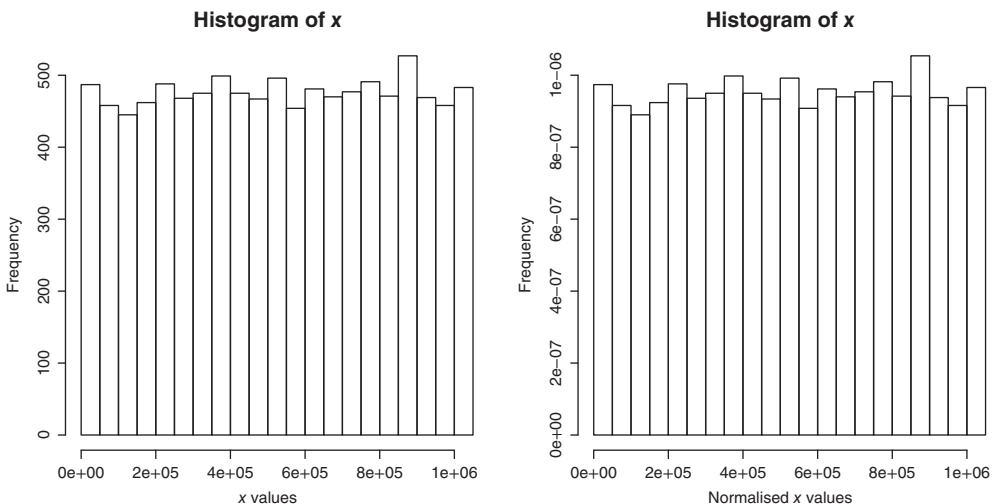 Histogram of x
500
400
300
200
100
0
Frequency
0e+00 2e+05 4e+05 6e+05 8e+05 1e+06
x values
Histogram of x
1e−06
8e−07
6e−07
4e−07
2e−07
0e+00
Frequency
0e+00 2e+05 4e+05 6e+05 8e+05 1e+06
Normalised x values